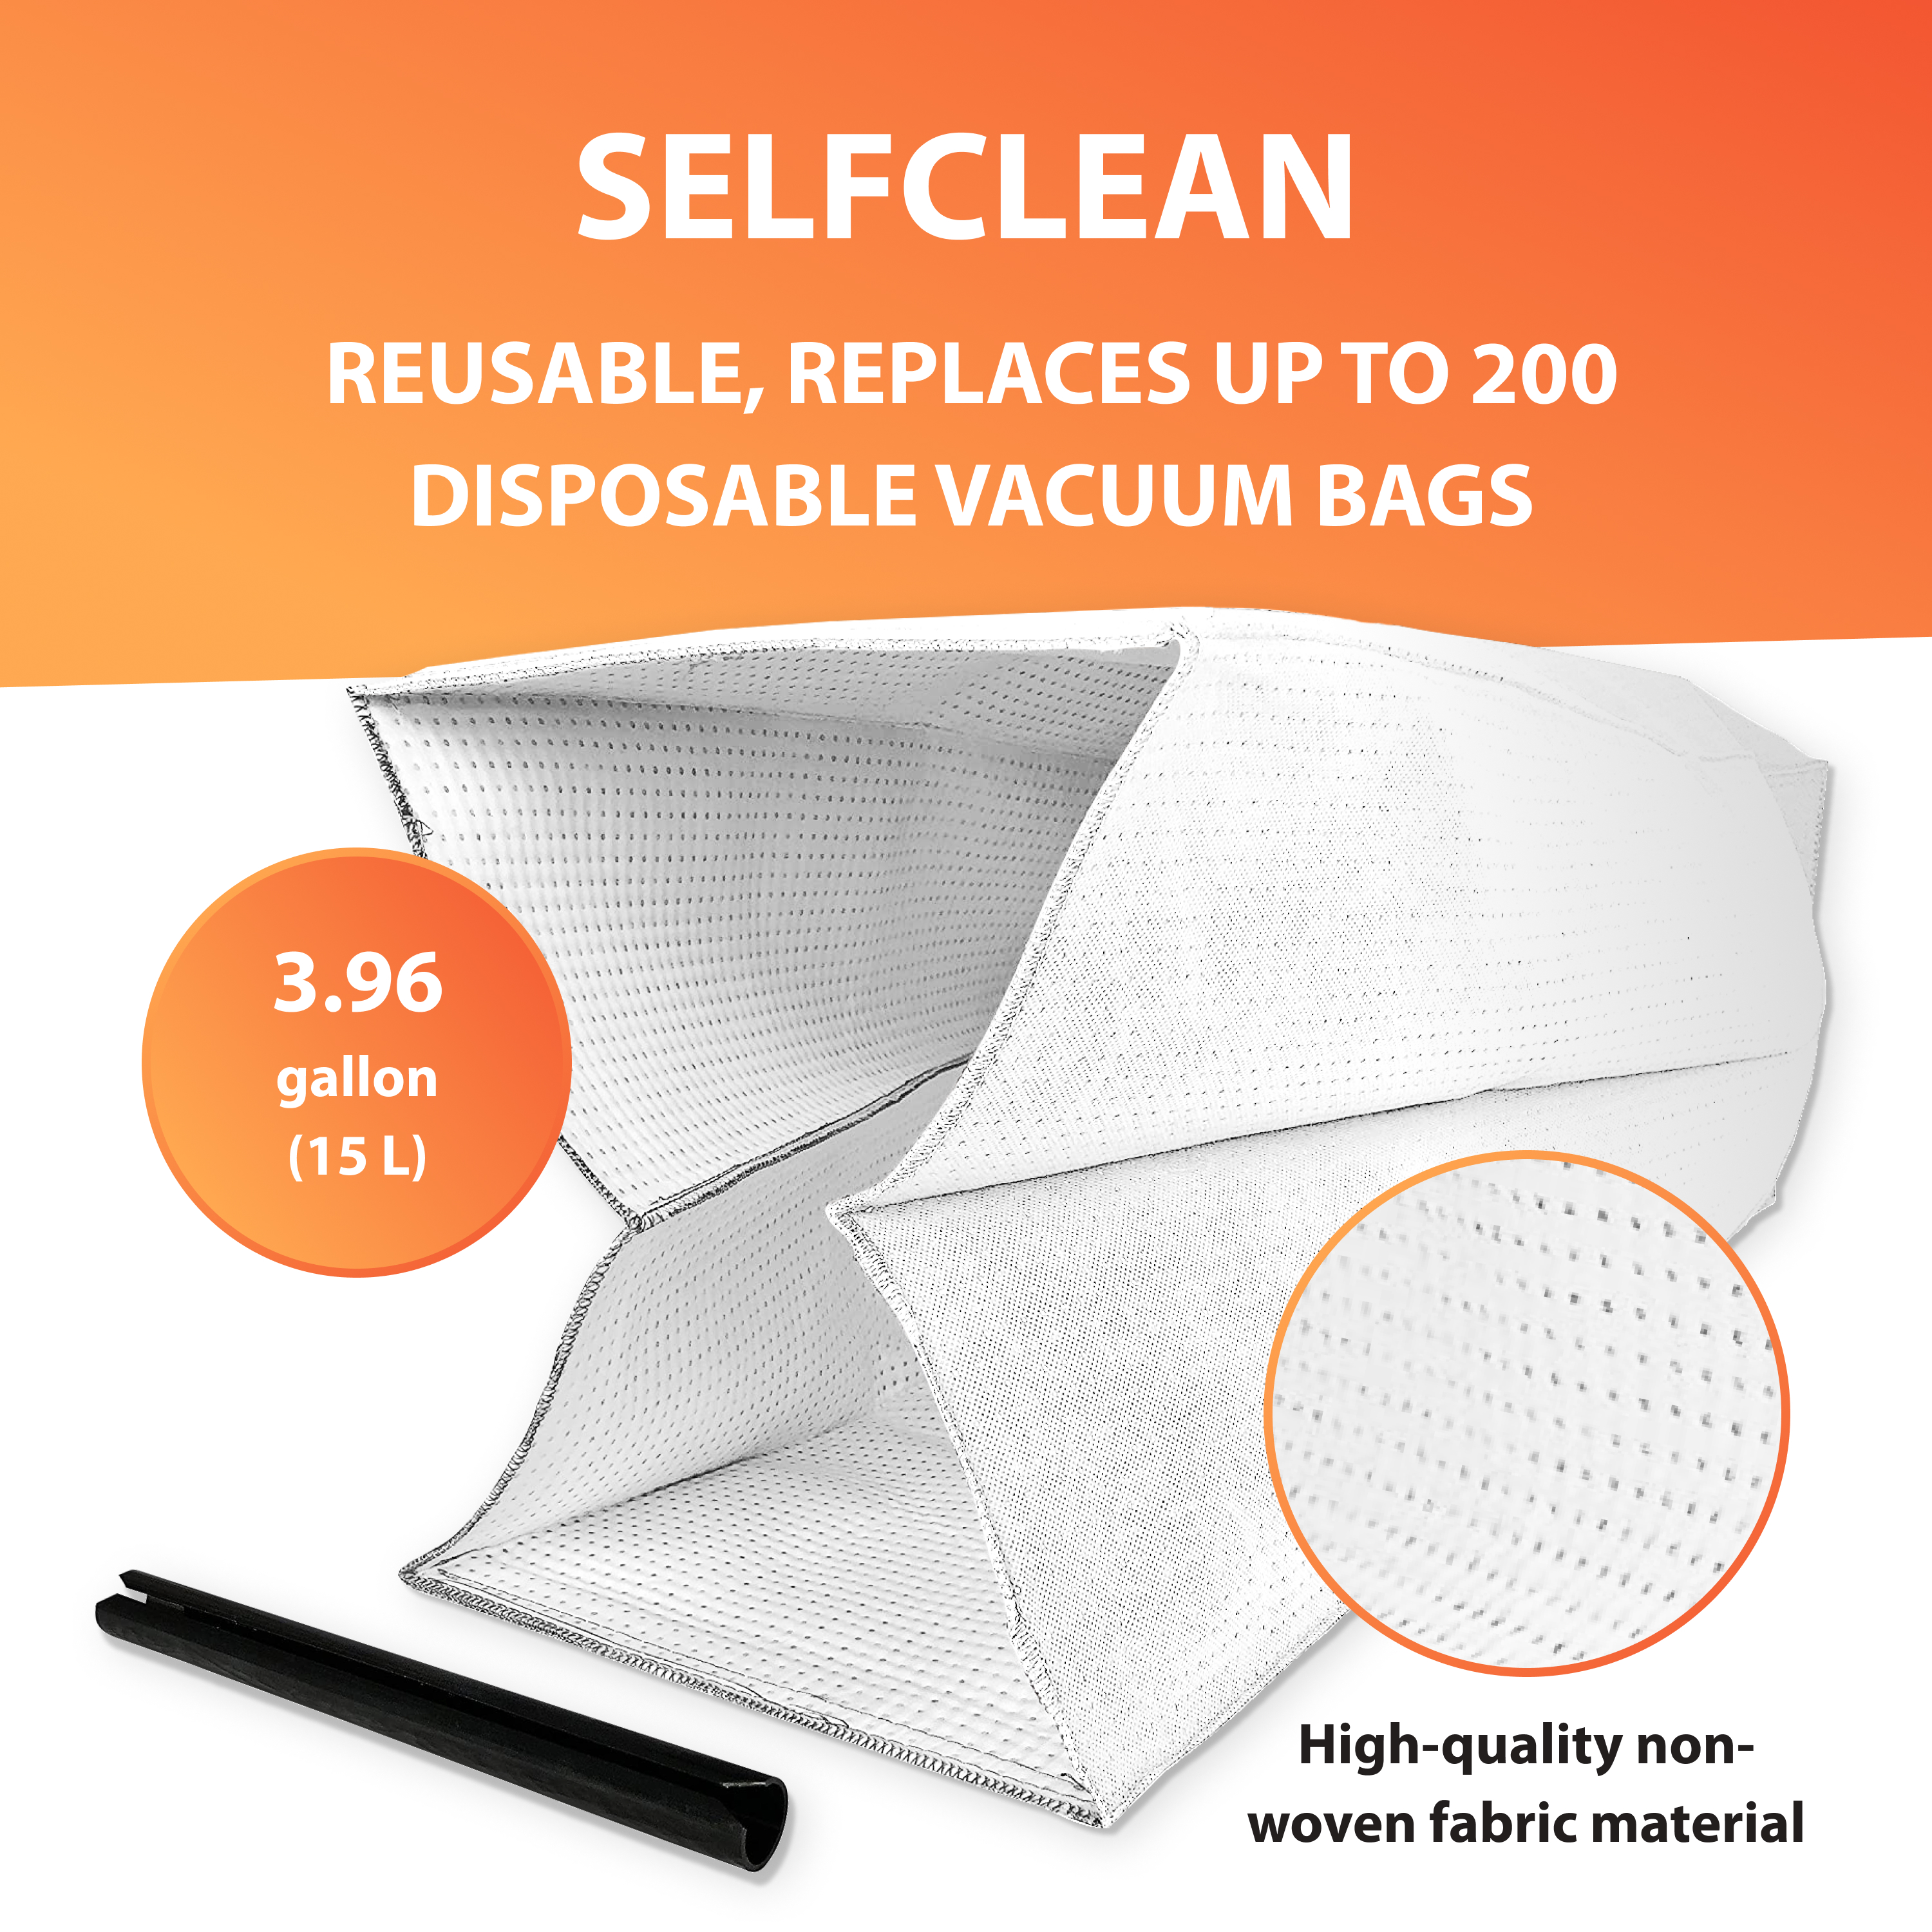 SELFCLEAN
REUSABLE, REPLACES UP TO 200
DISPOSABLE VACUUM BAGS
3.96
gallon
(15 L)
High-quality non-
woven fabric material